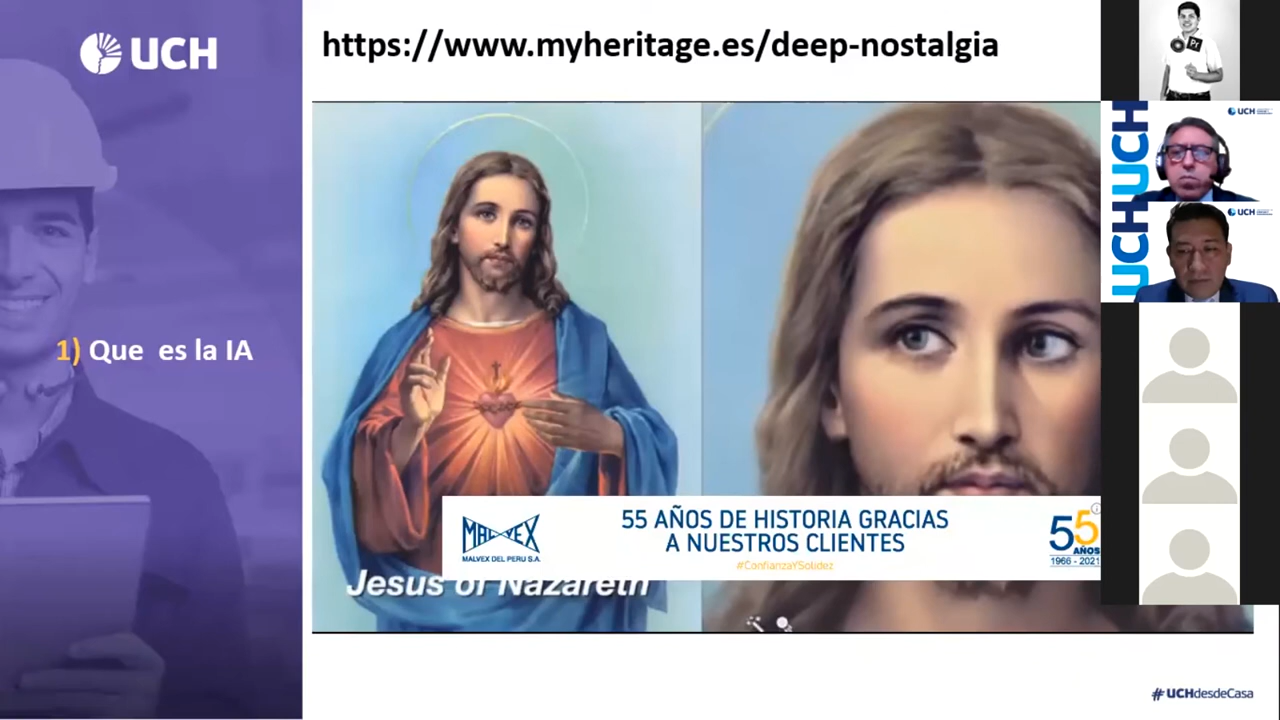 UCH
https://www.myheritage.es/deep-nostalgia
1) Que es la IA
Jesus of Nazareth
MALVEX
MALVEX DEL PERU S.A.
55 AÑOS DE HISTORIA GRACIAS
A NUESTROS CLIENTES
#ConfianzaYSolidez
55
AÑOS
1966 - 2021
Pr
UCH
UCH
UCH
UCH
#UCHdesdeCasa